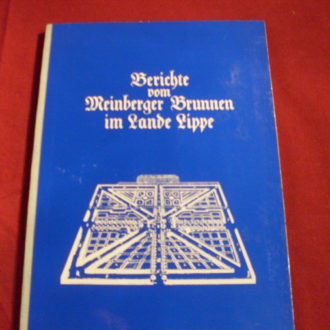 Berichte
vom
Meinberger Brunnen
im Lande Lippe